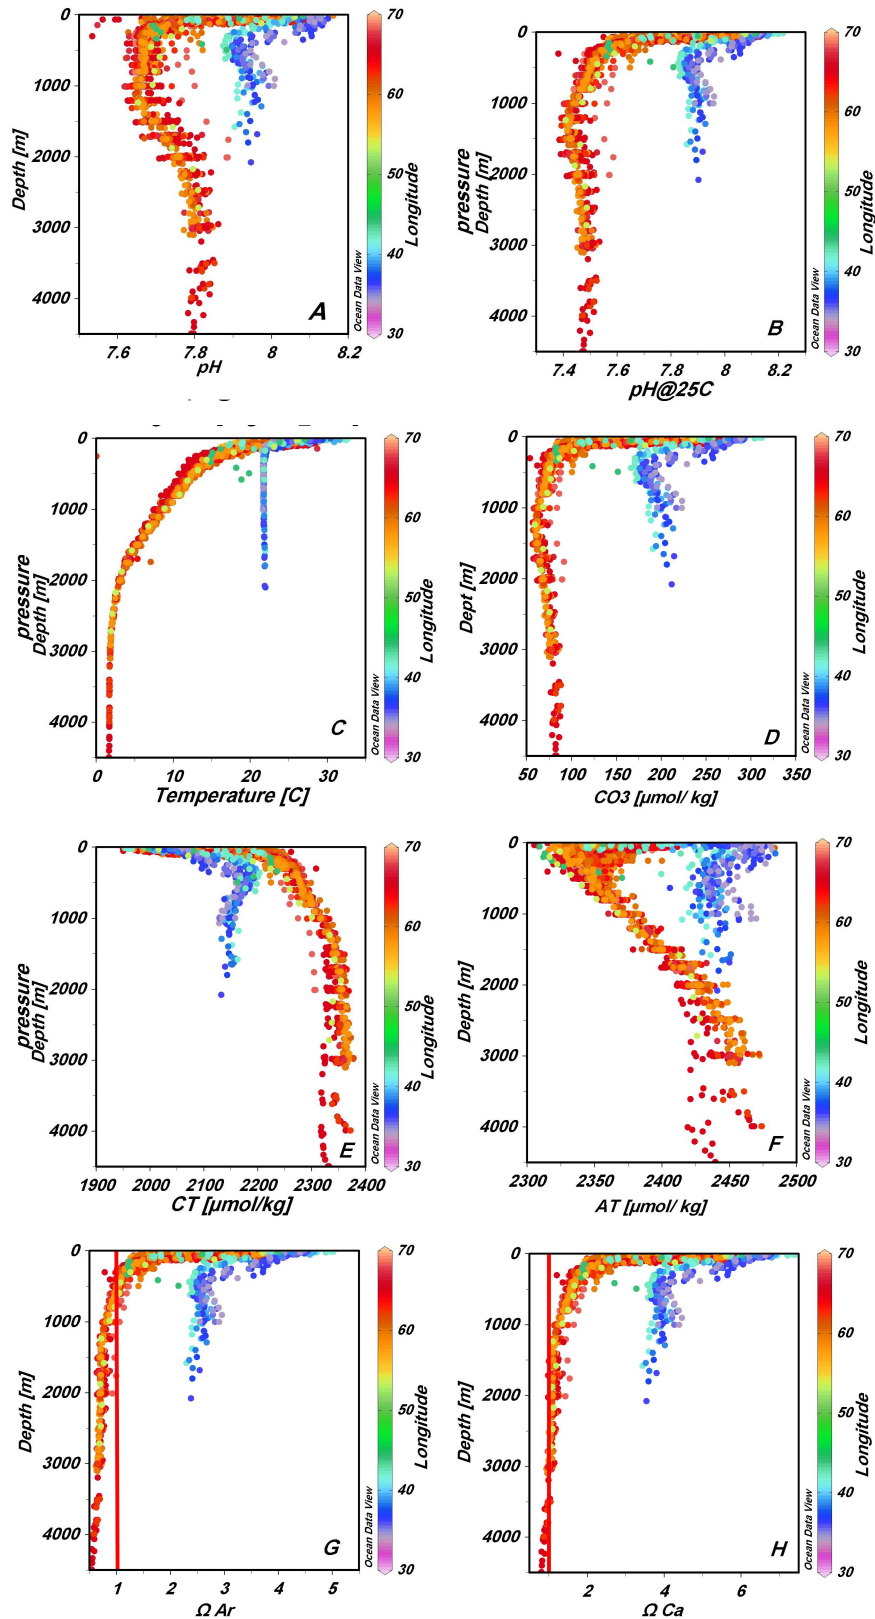 0
1000
2000
3000
4000
Depth [m]
7.6
7.8
8
8.2
pH
A
Ocean Data View
70
60
50
40
30
Longitude
0
1000
2000
3000
4000
pressure
Depth [m]
7.4
7.6
7.8
8
8.2
pH@25C
B
Ocean Data View
70
60
50
40
30
Longitude
0
1000
2000
3000
4000
pressure
Depth [m]
0
10
20
30
Temperature [C]
C
Ocean Data View
70
60
50
40
30
Longitude
0
1000
2000
3000
4000
Dept [m]
50
100
150
200
250
300
350
CO3 [µmol/ kg]
D
Ocean Data View
70
60
50
40
30
Longitude
0
1000
2000
3000
4000
pressure
Depth [m]
1900
2000
2100
2200
2300
2400
CT [µmol/kg]
E
Ocean Data View
70
60
50
40
30
Longitude
0
1000
2000
3000
4000
Depth [m]
2300
2350
2400
2450
2500
AT [µmol/ kg]
F
Ocean Data View
70
60
50
40
30
Longitude
0
1000
2000
3000
4000
Depth [m]
1
2
3
4
5
Ω Ar
G
Ocean Data View
70
60
50
40
30
Longitude
0
1000
2000
3000
4000
Depth [m]
2
4
6
Ω Ca
H
Ocean Data View
70
60
50
40
30
Longitude